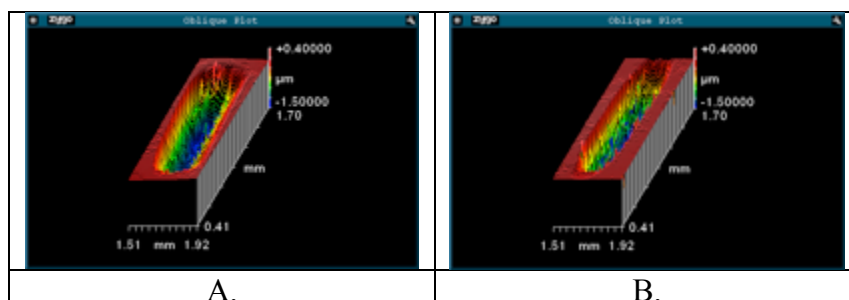 zygo Oblique Plot
+0.40000
µm
-1.50000
1.70
mm
0.41
1.51 mm 1.92
A.
zygo Oblique Plot
+0.40000
µm
-1.50000
1.70
mm
0.41
1.51 mm 1.92
B.